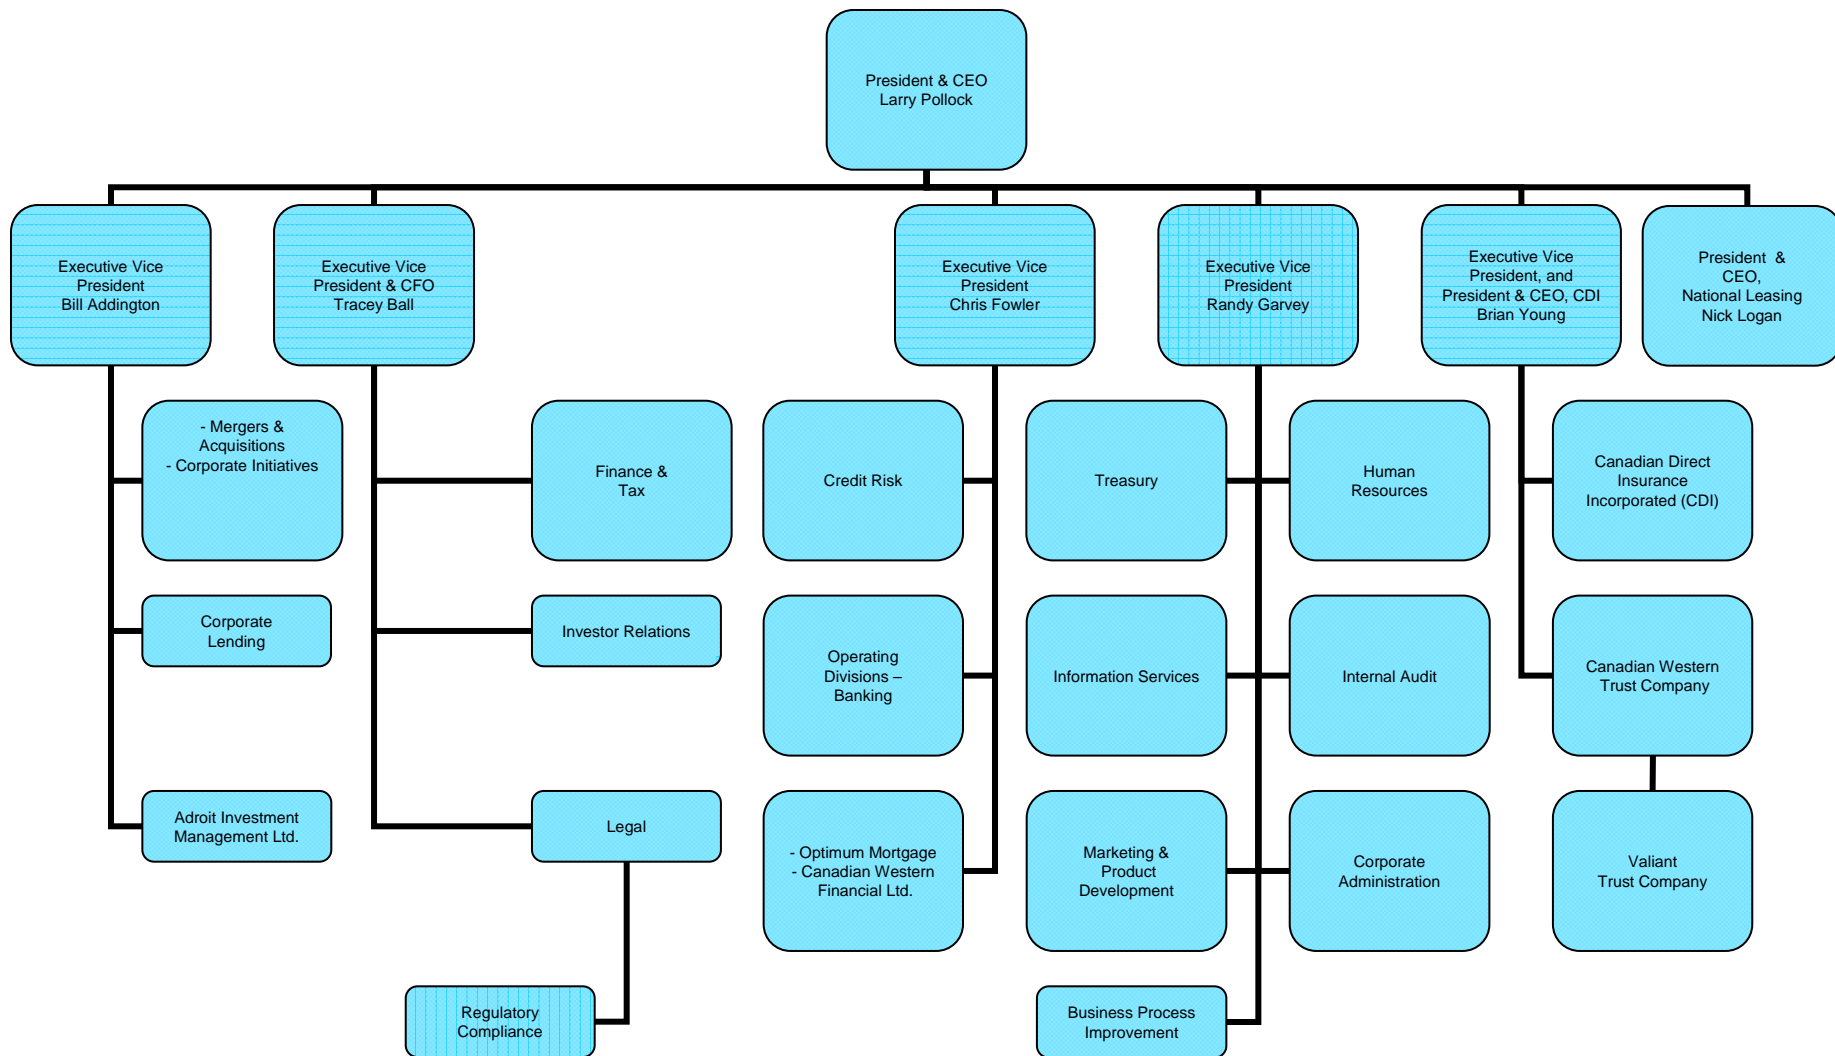 President & CEO
Larry Pollock
Executive Vice
President
Bill Addington
Executive Vice
President & CFO
Tracey Ball
Executive Vice
President
Chris Fowler
Executive Vice
President
Randy Garvey
Executive Vice
President, and
President & CEO, CDI
Brian Young
President &
CEO,
National Leasing
Nick Logan
- Mergers &
Acquisitions
- Corporate Initiatives
Finance &
Tax
Credit Risk
Treasury
Human
Resources
Canadian Direct
Insurance
Incorporated (CDI)
Corporate
Lending
Investor Relations
Operating
Divisions –
Banking
Information Services
Internal Audit
Canadian Western
Trust Company
Adroit Investment
Management Ltd.
Legal
- Optimum Mortgage
- Canadian Western
Financial Ltd.
Marketing &
Product
Development
Corporate
Administration
Valiant
Trust Company
Regulatory
Compliance
Business Process
Improvement